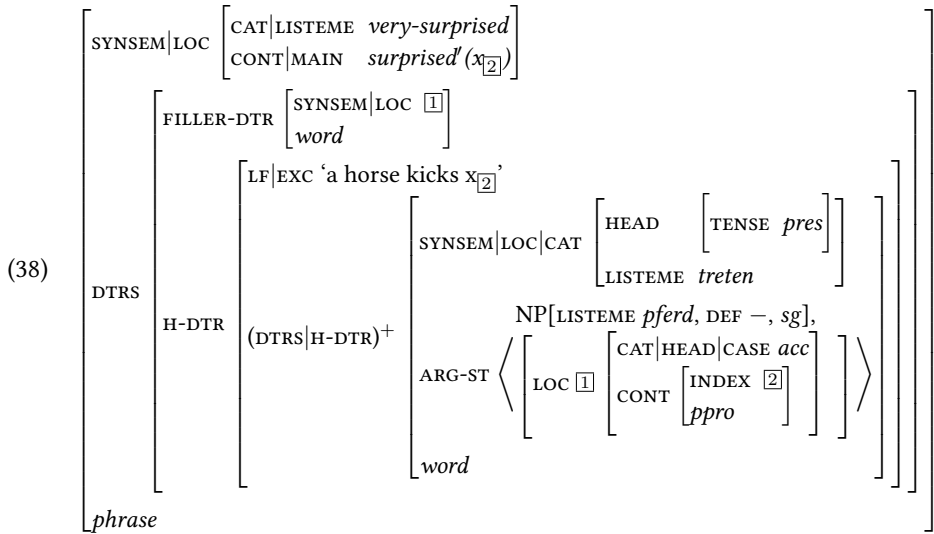 (38)
SYNSEM|LOC
CAT|LISTEME very-surprised
CONT|MAIN surprised′(x[2])
DTRS
FILLER-DTR
SYNSEM|LOC [1]
word
H-DTR
LF|EXC ‘a horse kicks x[2]’
(DTRS|H-DTR)+
SYNSEM|LOC|CAT
HEAD [TENSE pres]
LISTEME treten
ARG-ST
NP[LISTEME pferd, DEF −, sg],
LOC [1]
CAT|HEAD|CASE acc
CONT
INDEX [2]
ppro
word
phrase